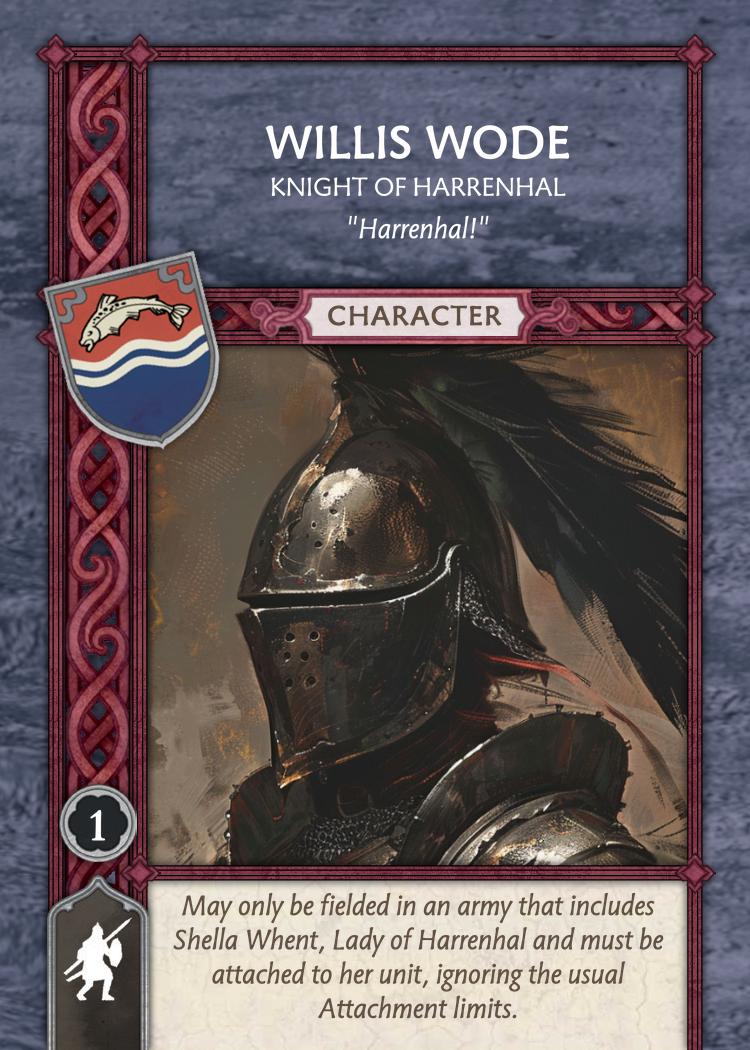 WILLIS WODE
KNIGHT OF HARRENHAL
"Harrenhal!"
CHARACTER
1
May only be fielded in an army that includes
Shella Whent, Lady of Harrenhal and must be
attached to her unit, ignoring the usual
Attachment limits.